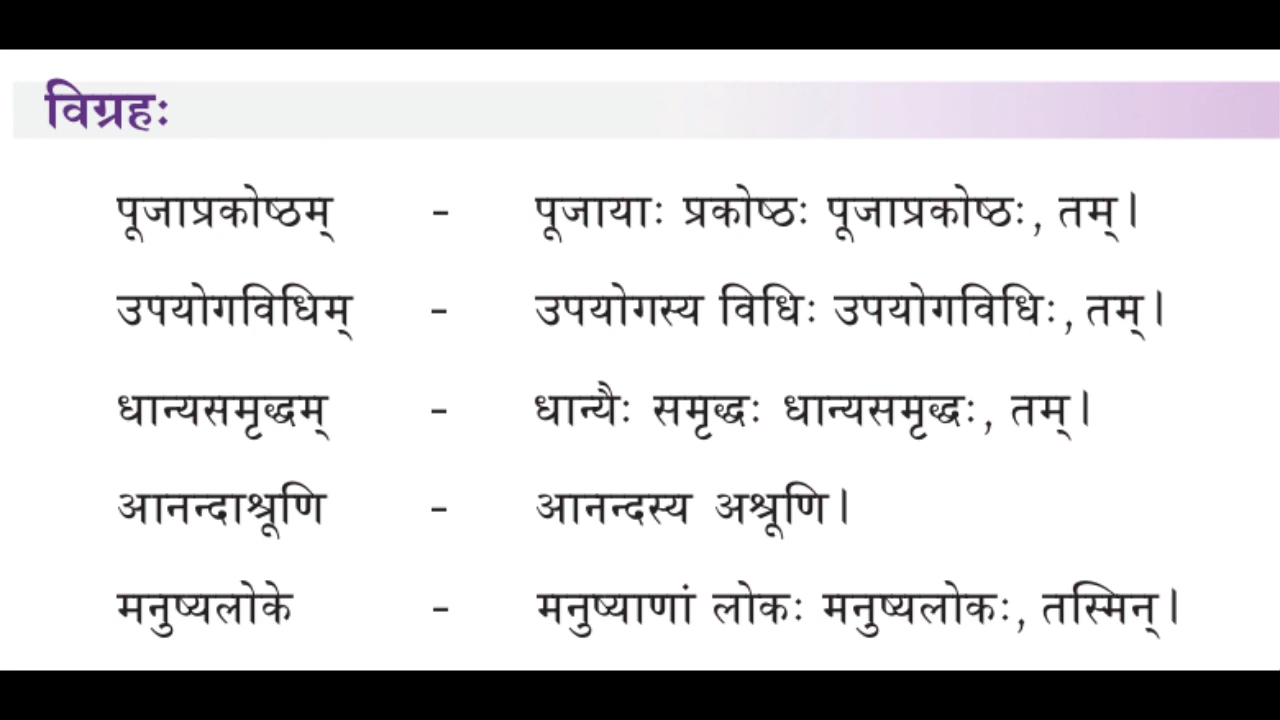 विग्रहः
पूजाप्रकोष्ठम् - पूजायाः प्रकोष्ठः पूजाप्रकोष्ठः, तम्।
उपयोगविधिम् - उपयोगस्य विधिः उपयोगविधिः, तम्।
धान्यसमृद्धम् - धान्यैः समृद्धः धान्यसमृद्धः, तम्।
आनन्दाश्रूणि - आनन्दस्य अश्रूणि।
मनुष्यलोके - मनुष्याणां लोकः मनुष्यलोकः, तस्मिन्।